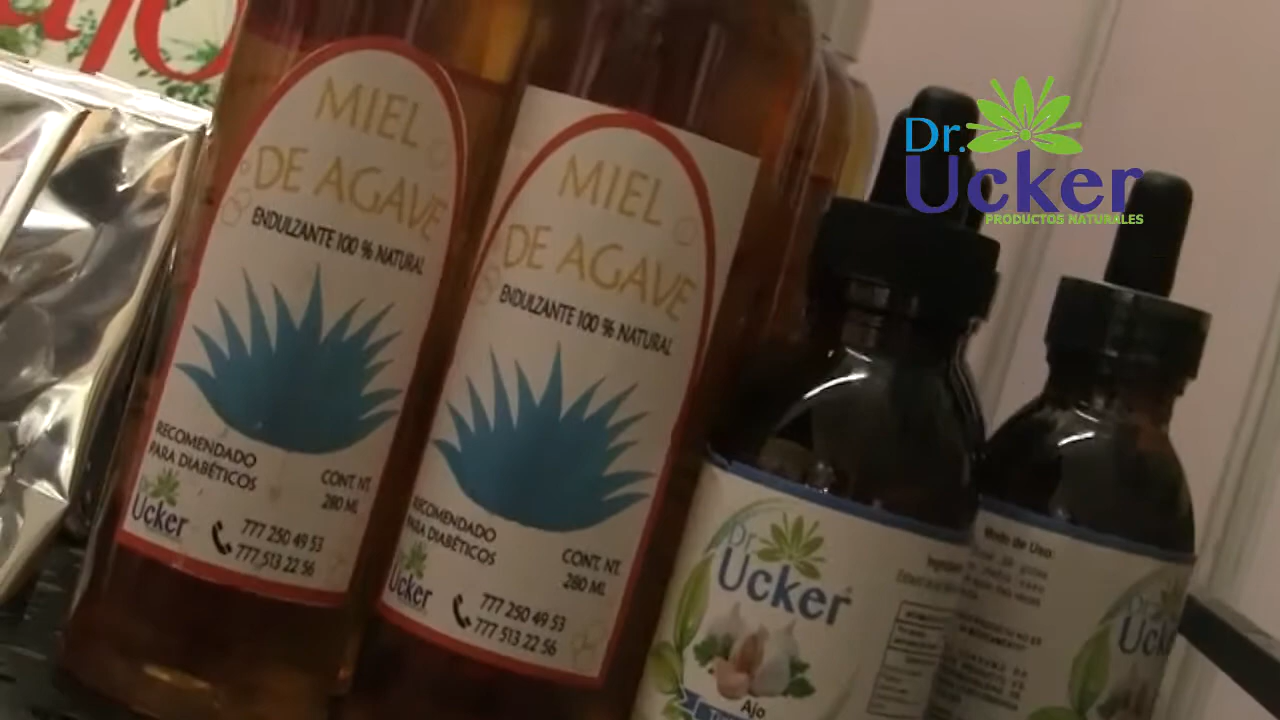 MIEL
DE AGAVE
ENDULZANTE 100 % NATURAL
RECOMENDADO
PARA DIABÉTICOS
CONT. NT.
280 ML
Dr.
Ucker
777 250 49 53
777 513 22 56
MIEL
DE AGAVE
ENDULZANTE 100 % NATURAL
RECOMENDADO
PARA DIABÉTICOS
CONT. NT.
280 ML
Dr.
Ucker
777 250 49 53
777 513 22 56
Dr.
Ucker
Ajo
Modo de Uso:
Dr.
Ucker
PRODUCTOS NATURALES